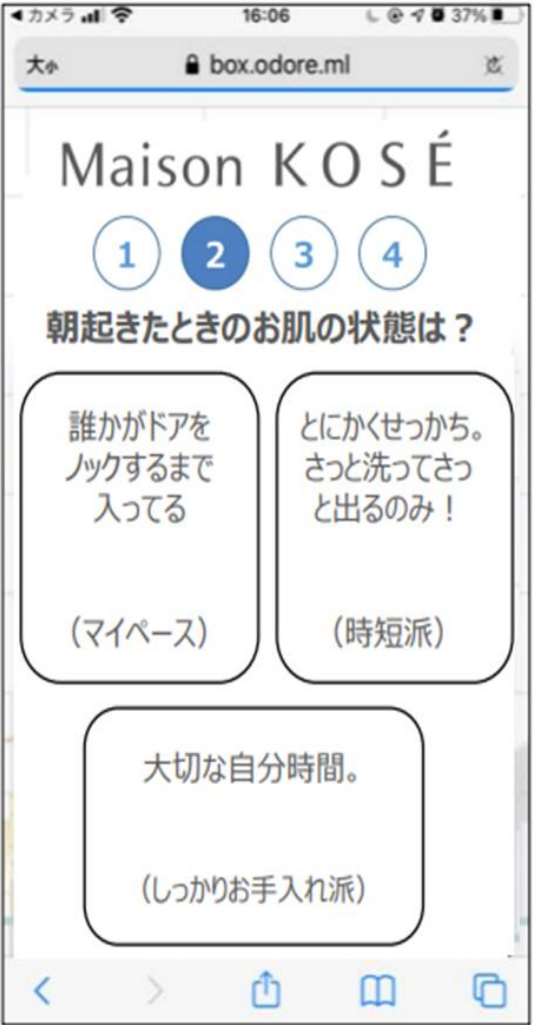 ◀カメラ 16:06 37%
大小 box.odore.ml
Maison KOSÉ
1 2 3 4
朝起きたときのお肌の状態は？
誰かがドアを
ノックするまで
入ってる
（マイペース）
とにかくせっかち。
さっと洗ってさっ
と出るのみ！
（時短派）
大切な自分時間。
（しっかりお手入れ派）